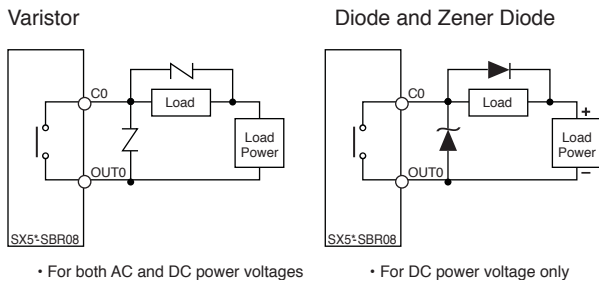 Varistor
C0
Load
Load
Power
OUT0
SX5*-SBR08
• For both AC and DC power voltages
Diode and Zener Diode
C0
Load
+
Load
Power
–
OUT0
SX5*-SBR08
• For DC power voltage only